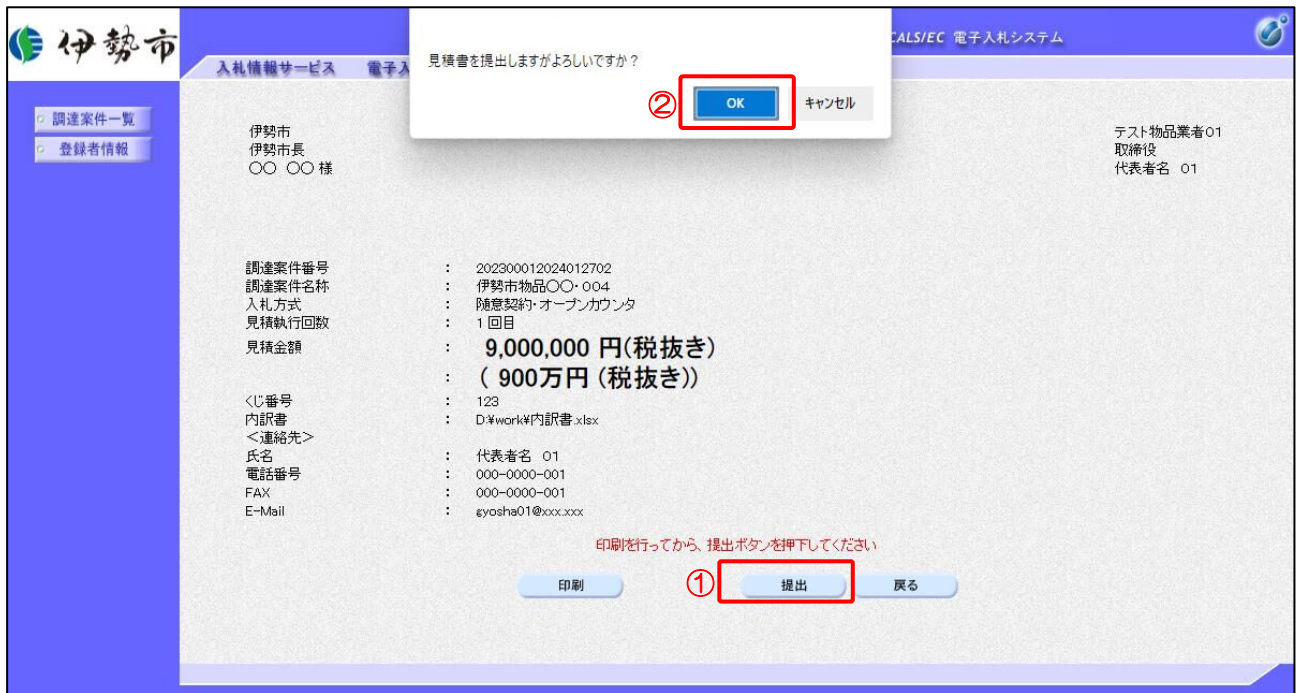 伊勢市
CALS/EC 電子入札システム
入札情報サービス 電子入
見積書を提出しますがよろしいですか？
② OK キャンセル
調達案件一覧
登録者情報
伊勢市
伊勢市長
〇〇 〇〇 様
テスト物品業者01
取締役
代表者名 01
調達案件番号 : 202300012024012702
調達案件名称 : 伊勢市物品〇〇・004
入札方式 : 随意契約・オープンカウンタ
見積執行回数 : 1回目
見積金額 : 9,000,000 円(税抜き)
: ( 900万円 (税抜き))
くじ番号 : 123
内訳書 : D:¥work¥内訳書.xlsx
＜連絡先＞
氏名 : 代表者名 01
電話番号 : 000-0000-001
FAX : 000-0000-001
E-Mail : gyosha01@xxx.xxx
印刷を行ってから、提出ボタンを押下してください
印刷 ① 提出 戻る